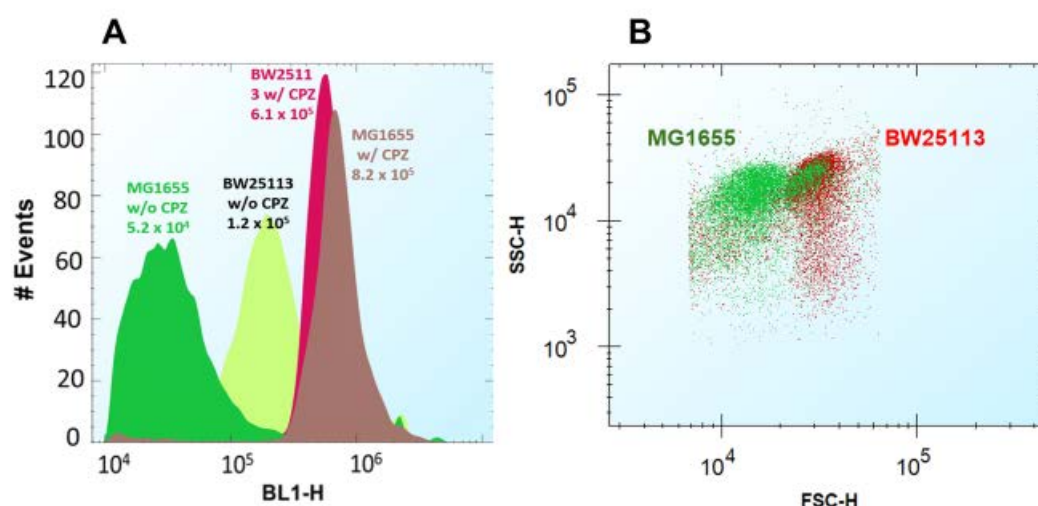 A
B
120
100
80
60
40
20
0
# Events
BW2511
3 w/ CPZ
6.1 x 10⁵
MG1655
w/ CPZ
8.2 x 10⁵
MG1655
w/o CPZ
5.2 x 10⁴
BW25113
w/o CPZ
1.2 x 10⁵
10⁴
10⁵
10⁶
BL1-H
10⁵
10⁴
10³
SSC-H
MG1655
BW25113
10⁴
10⁵
FSC-H